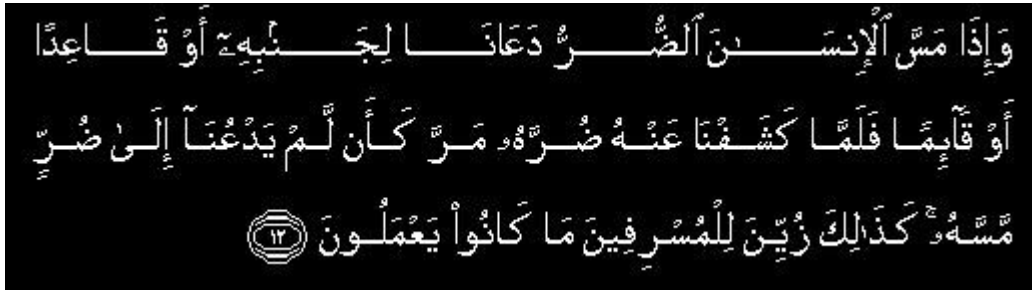 وَإِذَا مَسَّ ٱلْإِنسَـٰنَ ٱلضُّرُّ دَعَانَا لِجَنۢبِهِۦٓ أَوْ قَاعِدًا
أَوْ قَآئِمًا فَلَمَّا كَشَفْنَا عَنْهُ ضُرَّهُۥ مَرَّ كَأَن لَّمْ يَدْعُنَآ إِلَىٰ ضُرٍّ
مَّسَّهُۥ ۚ كَذَٰلِكَ زُيِّنَ لِلْمُسْرِفِينَ مَا كَانُوا۟ يَعْمَلُونَ ١٢